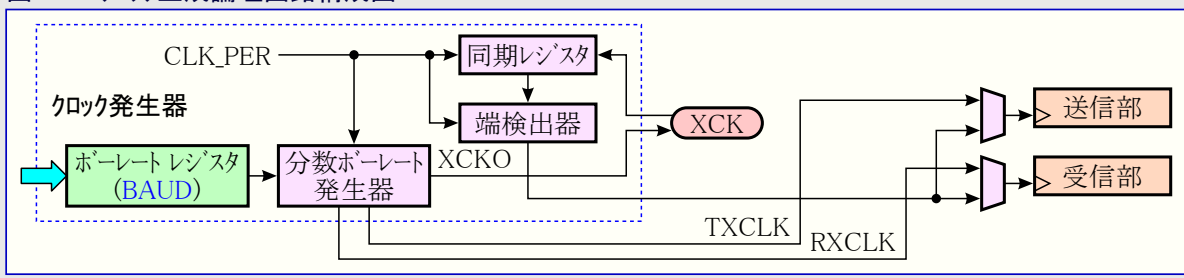 CLK_PER
同期レジスタ
クロック発生器
端検出器
XCK
送信部
ボーレート レジスタ
(BAUD)
分数ボーレート
発生器
XCKO
受信部
TXCLK
RXCLK